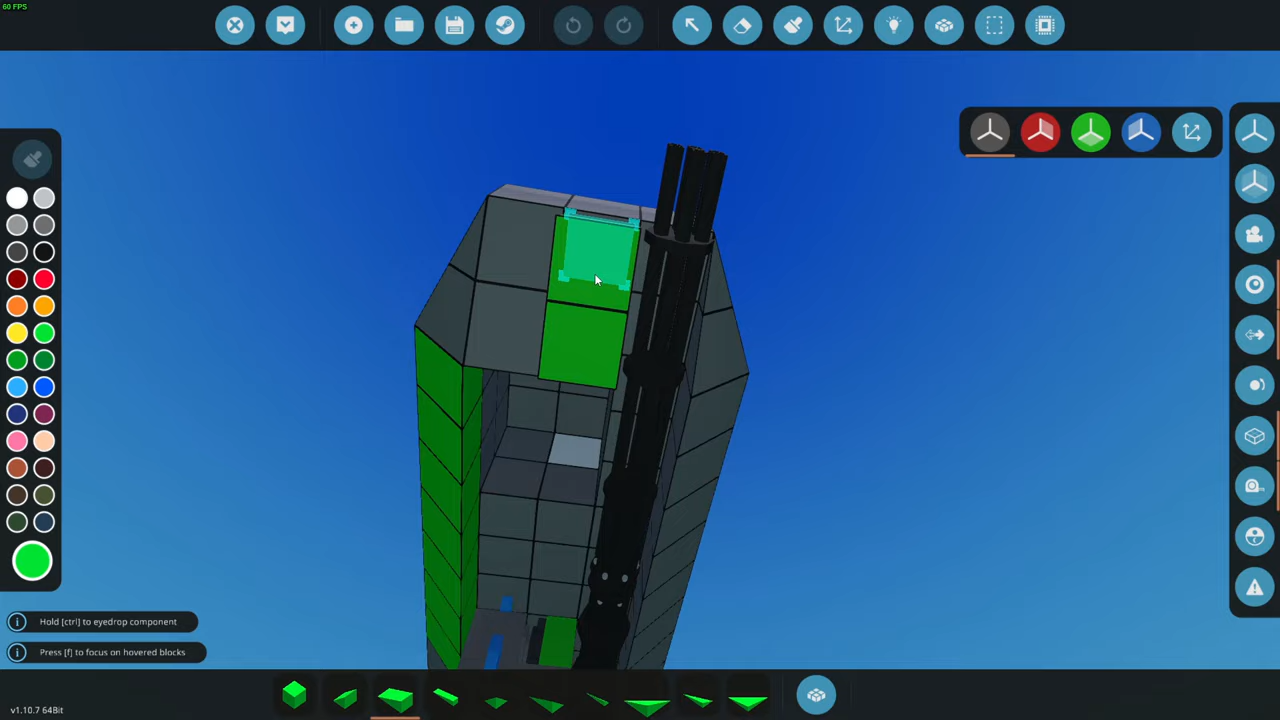 60 FPS
Hold [ctrl] to eyedrop component
Press [f] to focus on hovered blocks
v1.10.7 64Bit